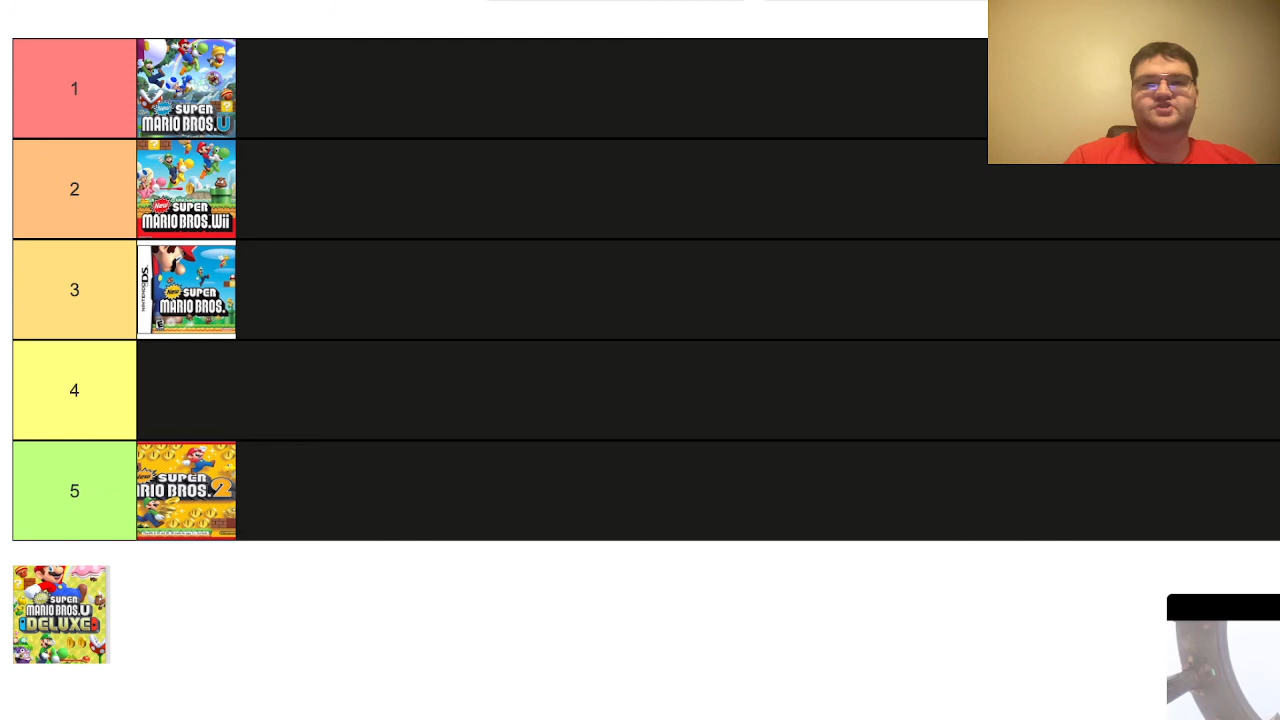 1
New
SUPER
MARIO BROS.U
2
New
SUPER
MARIO BROS.Wii
3
NINTENDO DS
New
SUPER
MARIO BROS.
E
4
5
New
SUPER
RIO BROS.2
SUPER
MARIO BROS.U
DELUXE